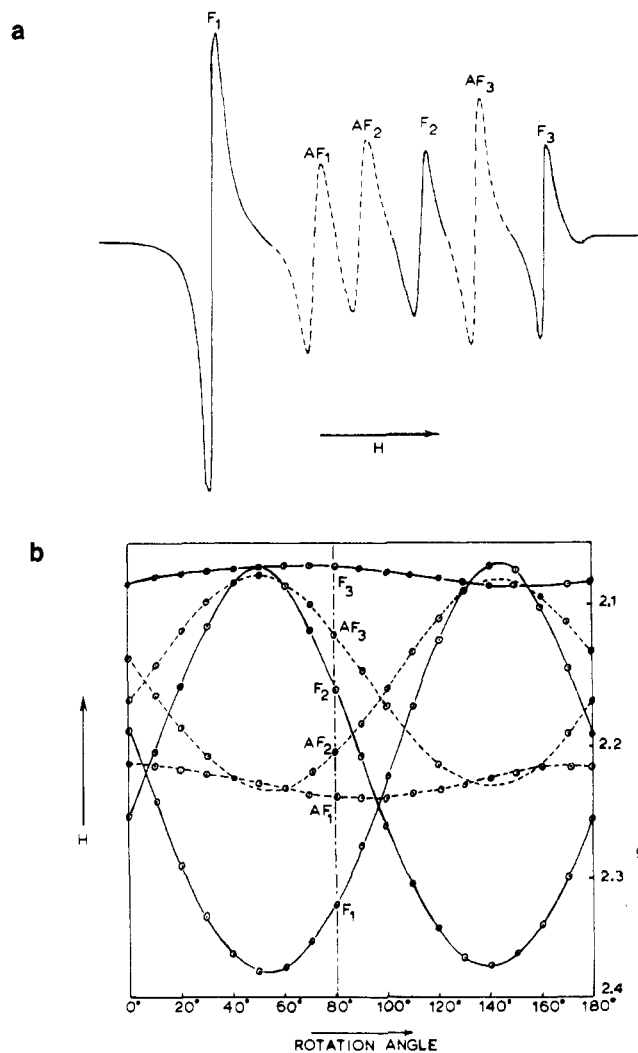 a
F1
AF1
AF2
F2
AF3
F3
H
b
F3
AF3
F2
AF2
AF1
F1
2.1
2.2
2.3
2.4
g
H
0° 20° 40° 60° 80° 100° 120° 140° 160° 180°
ROTATION ANGLE